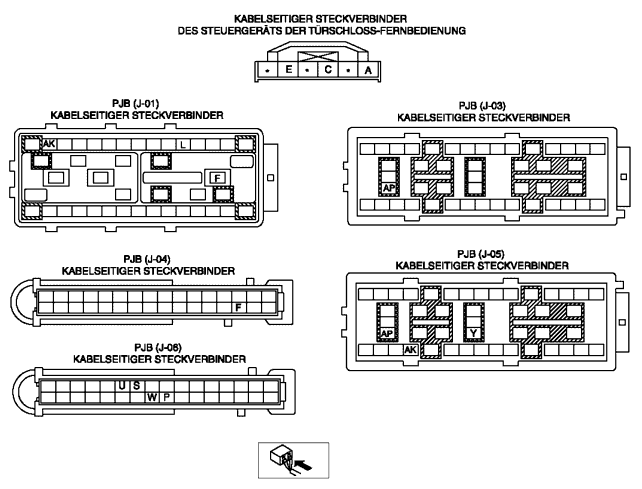 KABELSEITIGER STECKVERBINDER
DES STEUERGERÄTS DER TÜRSCHLOSS-FERNBEDIENUNG
* E * C * A
PJB (J-01)
KABELSEITIGER STECKVERBINDER
AK L
F
PJB (J-03)
KABELSEITIGER STECKVERBINDER
AP
PJB (J-04)
KABELSEITIGER STECKVERBINDER
F
PJB (J-05)
KABELSEITIGER STECKVERBINDER
AP Y
AK
PJB (J-06)
KABELSEITIGER STECKVERBINDER
U S
W P